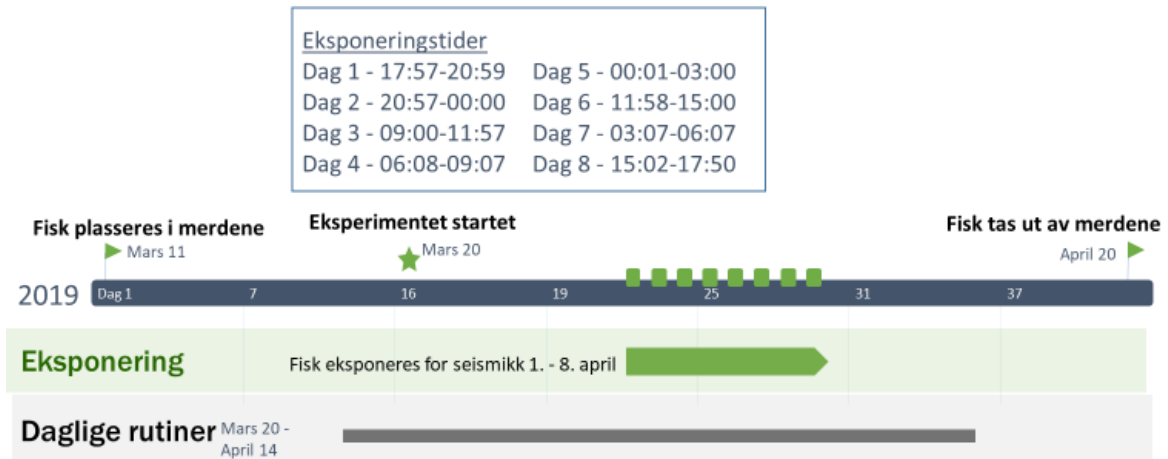 Eksponeringstider
Dag 1 - 17:57-20:59 Dag 5 - 00:01-03:00
Dag 2 - 20:57-00:00 Dag 6 - 11:58-15:00
Dag 3 - 09:00-11:57 Dag 7 - 03:07-06:07
Dag 4 - 06:08-09:07 Dag 8 - 15:02-17:50
Fisk plasseres i merdene
Mars 11
Eksperimentet startet
Mars 20
Fisk tas ut av merdene
April 20
2019 Dag 1 7 16 19 25 31 37
Eksponering Fisk eksponeres for seismikk 1. - 8. april
Daglige rutiner Mars 20 -
April 14